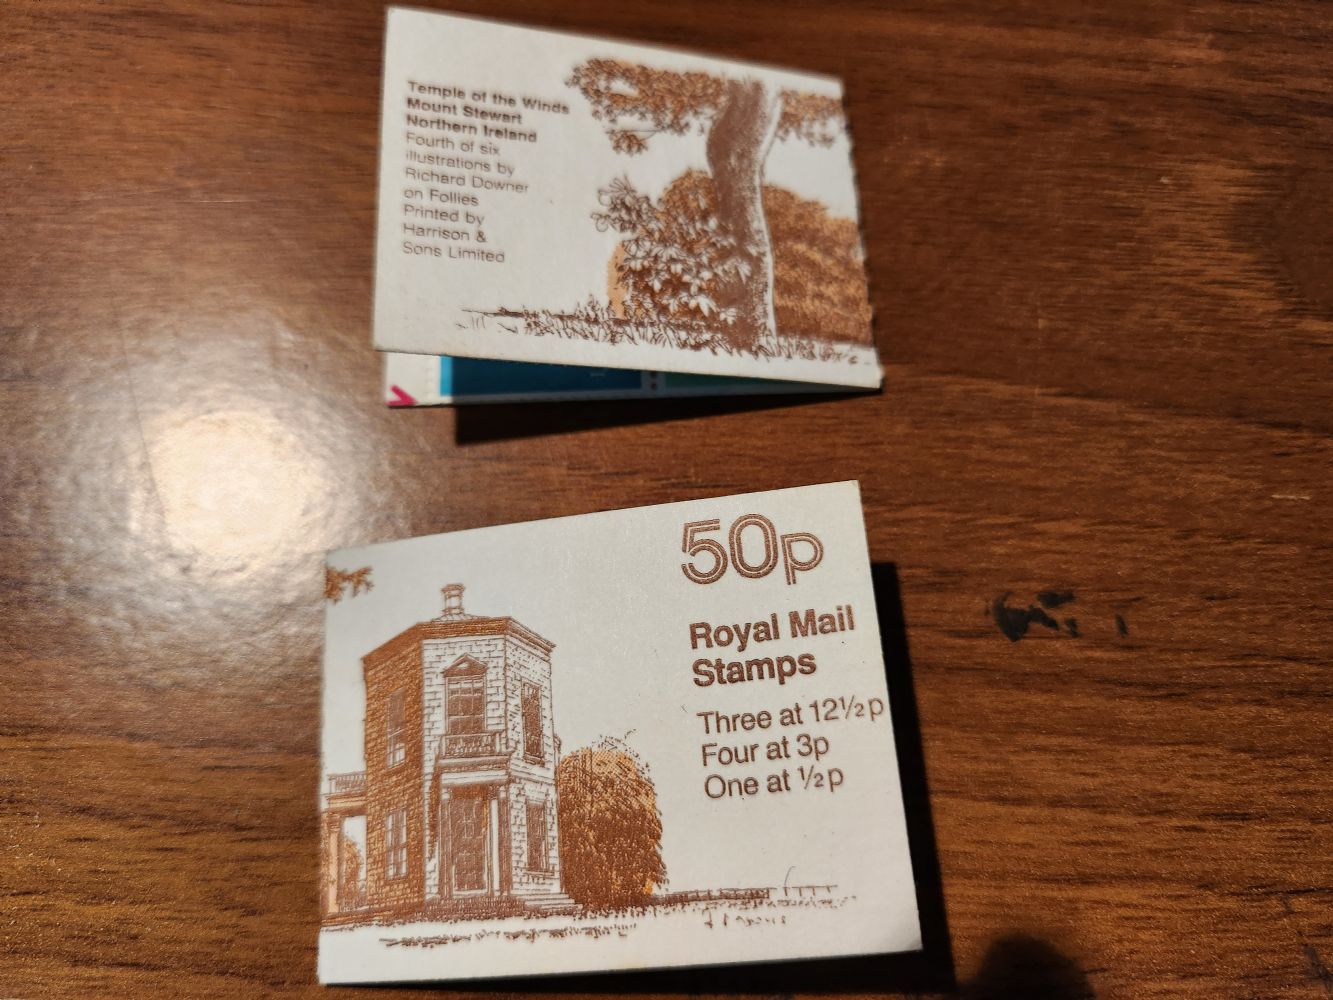 Temple of the Winds
Mount Stewart
Northern Ireland
Fourth of six
illustrations by
Richard Downer
on Follies
Printed by
Harrison &
Sons Limited
50p
Royal Mail
Stamps
Three at 12½p
Four at 3p
One at ½p